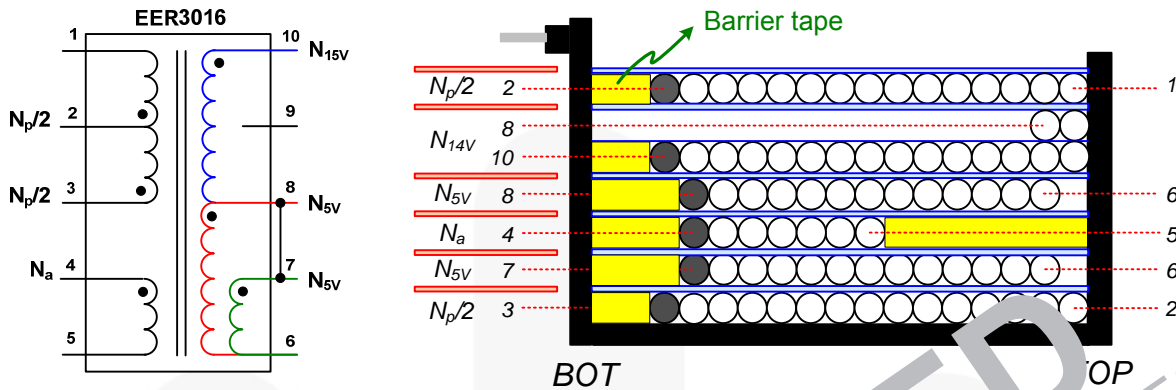 EER3016
1
2
3
4
5
Np/2
Np/2
Na
10
9
8
7
6
N15V
N5V
N5V
Barrier tape
Np/2 2 1
N14V 8
10
N5V 8 6
Na 4 5
N5V 7 6
Np/2 3 2
BOT